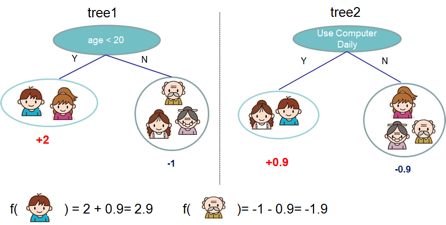 tree1
tree2
age < 20
Use Computer
Daily
Y
N
Y
N
+2
-1
+0.9
-0.9
f( ) = 2 + 0.9= 2.9
f( )= -1 - 0.9= -1.9